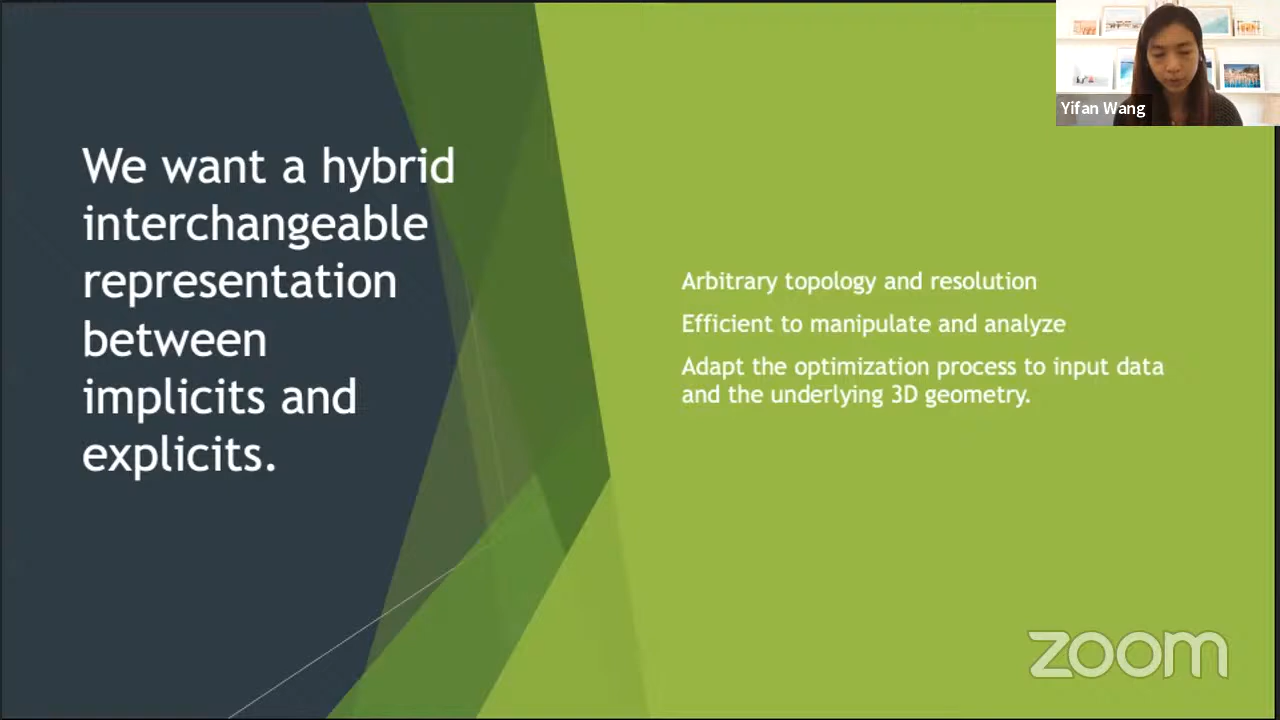 We want a hybrid
interchangeable
representation
between
implicits and
explicits.
Arbitrary topology and resolution
Efficient to manipulate and analyze
Adapt the optimization process to input data
and the underlying 3D geometry.
Yifan Wang
zoom